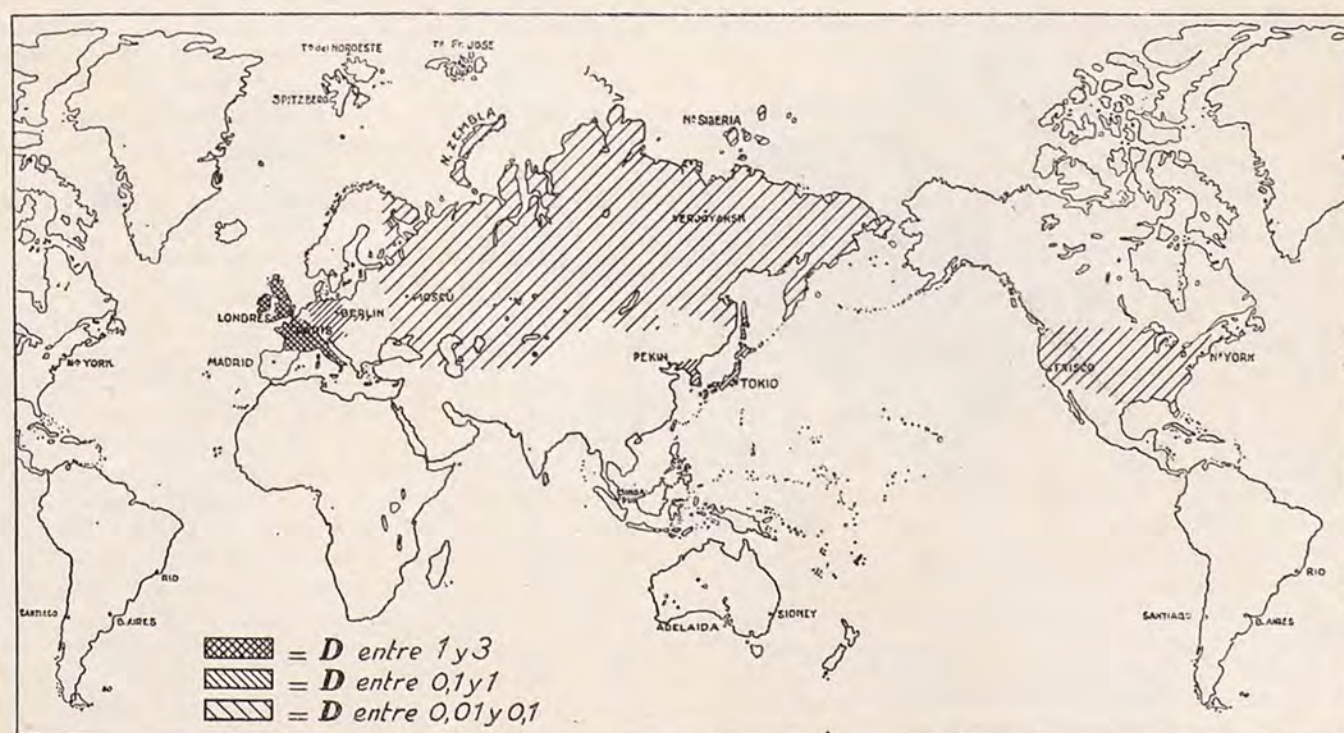 Tª del NOROESTE
Tª Fr. JOSE
SPITZBERG
N. ZEMBLA
Nª SIBERIA
VERJOYANSK
MOSCÚ
LONDRES
BERLIN
PARIS
MADRID
Nª YORK
PEKIN
TOKIO
FRISCO
Nª YORK
RIO
SANTIAGO
B. AIRES
ADELAIDA
SIDNEY
SANTIAGO
RIO
B. AIRES
= D entre 1 y 3
= D entre 0,1 y 1
= D entre 0,01 y 0,1